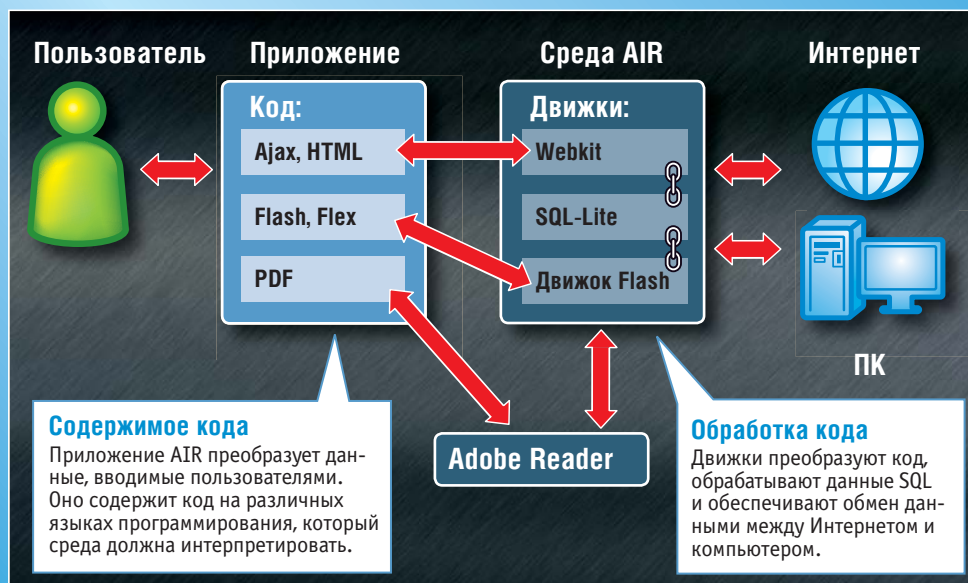 Пользователь
Приложение
Среда AIR
Интернет
Код:
Ajax, HTML
Flash, Flex
PDF
Движки:
Webkit
SQL-Lite
Движок Flash
ПК
Adobe Reader
Содержимое кода
Приложение AIR преобразует дан-
ные, вводимые пользователями.
Оно содержит код на различных
языках программирования, который
среда должна интерпретировать.
Обработка кода
Движки преобразуют код,
обрабатывают данные SQL
и обеспечивают обмен дан-
ными между Интернетом и
компьютером.